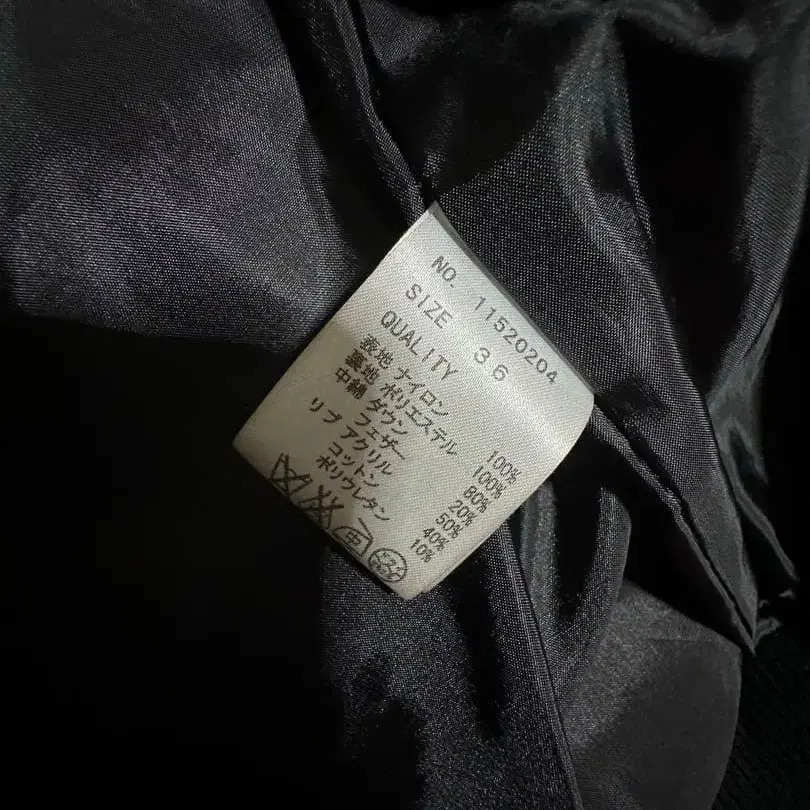 NO. 11520204
SIZE 36
QUALITY
表地 ナイロン 100%
裏地 ポリエステル 100%
中綿 ダウン 80%
フェザー 20%
リブ アクリル 50%
コットン 40%
ポリウレタン 10%